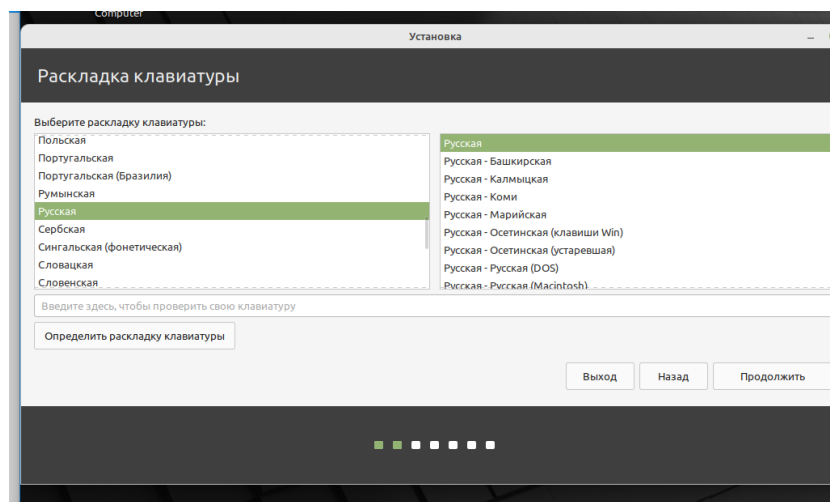 Computer
Установка
Раскладка клавиатуры
Выберите раскладку клавиатуры:
Польская
Португальская
Португальская (Бразилия)
Румынская
Русская
Сербская
Сингальская (фонетическая)
Словацкая
Словенская
Русская
Русская - Башкирская
Русская - Калмыцкая
Русская - Коми
Русская - Марийская
Русская - Осетинская (клавиши Win)
Русская - Осетинская (устаревшая)
Русская - Русская (DOS)
Русская - Русская (Macintosh)
Введите здесь, чтобы проверить свою клавиатуру
Определить раскладку клавиатуры
Выход
Назад
Продолжить